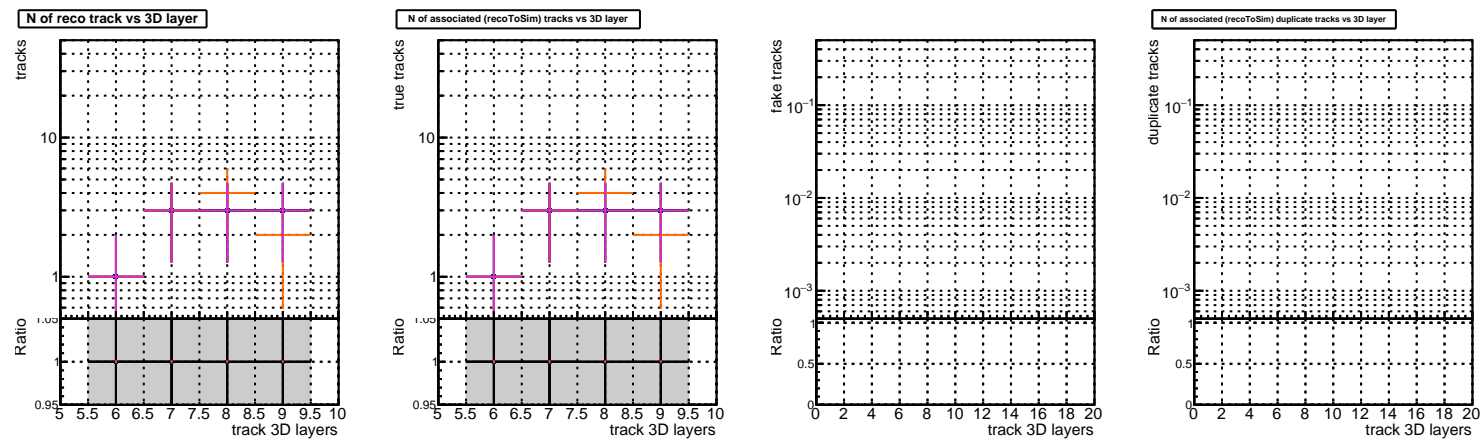 N of reco track vs 3D layer
tracks
10
1
Ratio
1.05
1
0.95
5 5.5 6 6.5 7 7.5 8 8.5 9 9.5 10
track 3D layers
N of associated (recoToSim) tracks vs 3D layer
true tracks
10
1
Ratio
1.05
1
0.95
5 5.5 6 6.5 7 7.5 8 8.5 9 9.5 10
track 3D layers
fake tracks
10−1
10−2
10−3
Ratio
1
0.5
0
0 2 4 6 8 10 12 14 16 18 20
track 3D layers
N of associated (recoToSim) duplicate tracks vs 3D layer
duplicate tracks
10−1
10−2
10−3
Ratio
1
0.5
0
0 2 4 6 8 10 12 14 16 18 20
track 3D layers